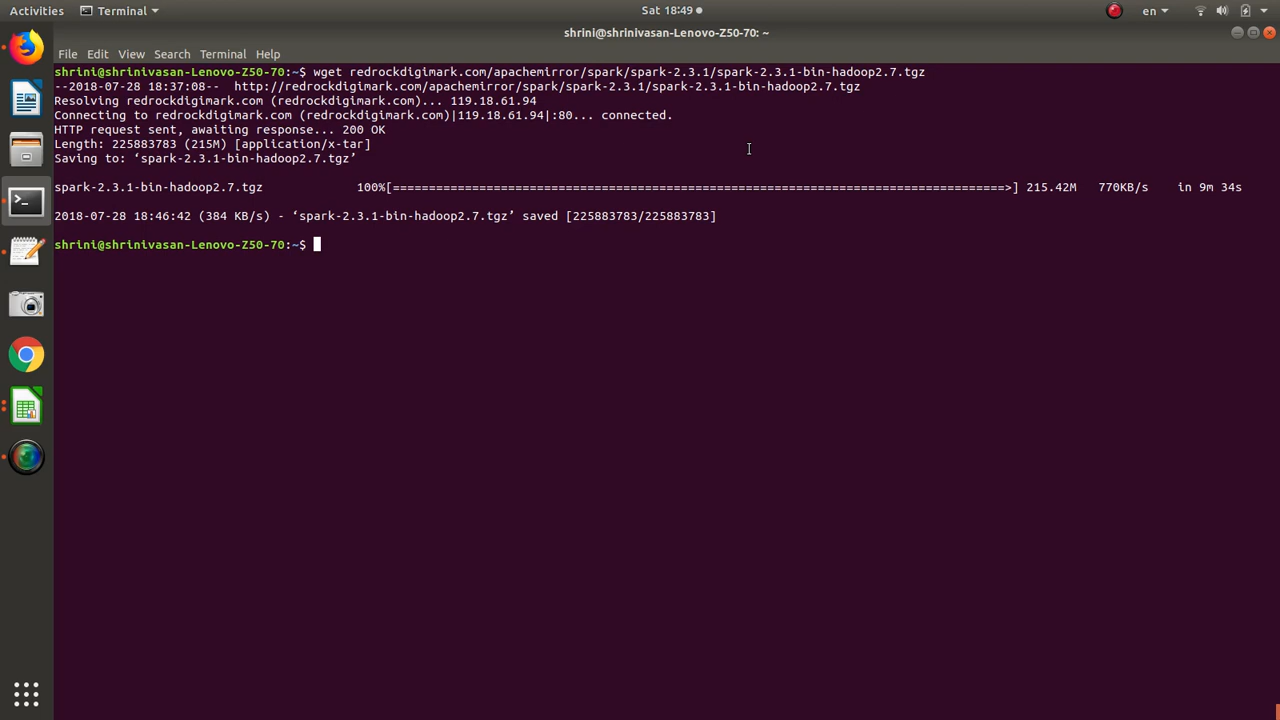 Activities Terminal Sat 18:49 en
shrini@shrinivasan-Lenovo-Z50-70: ~
File Edit View Search Terminal Help
shrini@shrinivasan-Lenovo-Z50-70:~$ wget redrockdigimark.com/apachemirror/spark/spark-2.3.1/spark-2.3.1-bin-hadoop2.7.tgz
--2018-07-28 18:37:08--  http://redrockdigimark.com/apachemirror/spark/spark-2.3.1/spark-2.3.1-bin-hadoop2.7.tgz
Resolving redrockdigimark.com (redrockdigimark.com)... 119.18.61.94
Connecting to redrockdigimark.com (redrockdigimark.com)|119.18.61.94|:80... connected.
HTTP request sent, awaiting response... 200 OK
Length: 225883783 (215M) [application/x-tar]
Saving to: ‘spark-2.3.1-bin-hadoop2.7.tgz’
spark-2.3.1-bin-hadoop2.7.tgz 100%[=====================================================================================>] 215.42M 770KB/s in 9m 34s
2018-07-28 18:46:42 (384 KB/s) - ‘spark-2.3.1-bin-hadoop2.7.tgz’ saved [225883783/225883783]
shrini@shrinivasan-Lenovo-Z50-70:~$